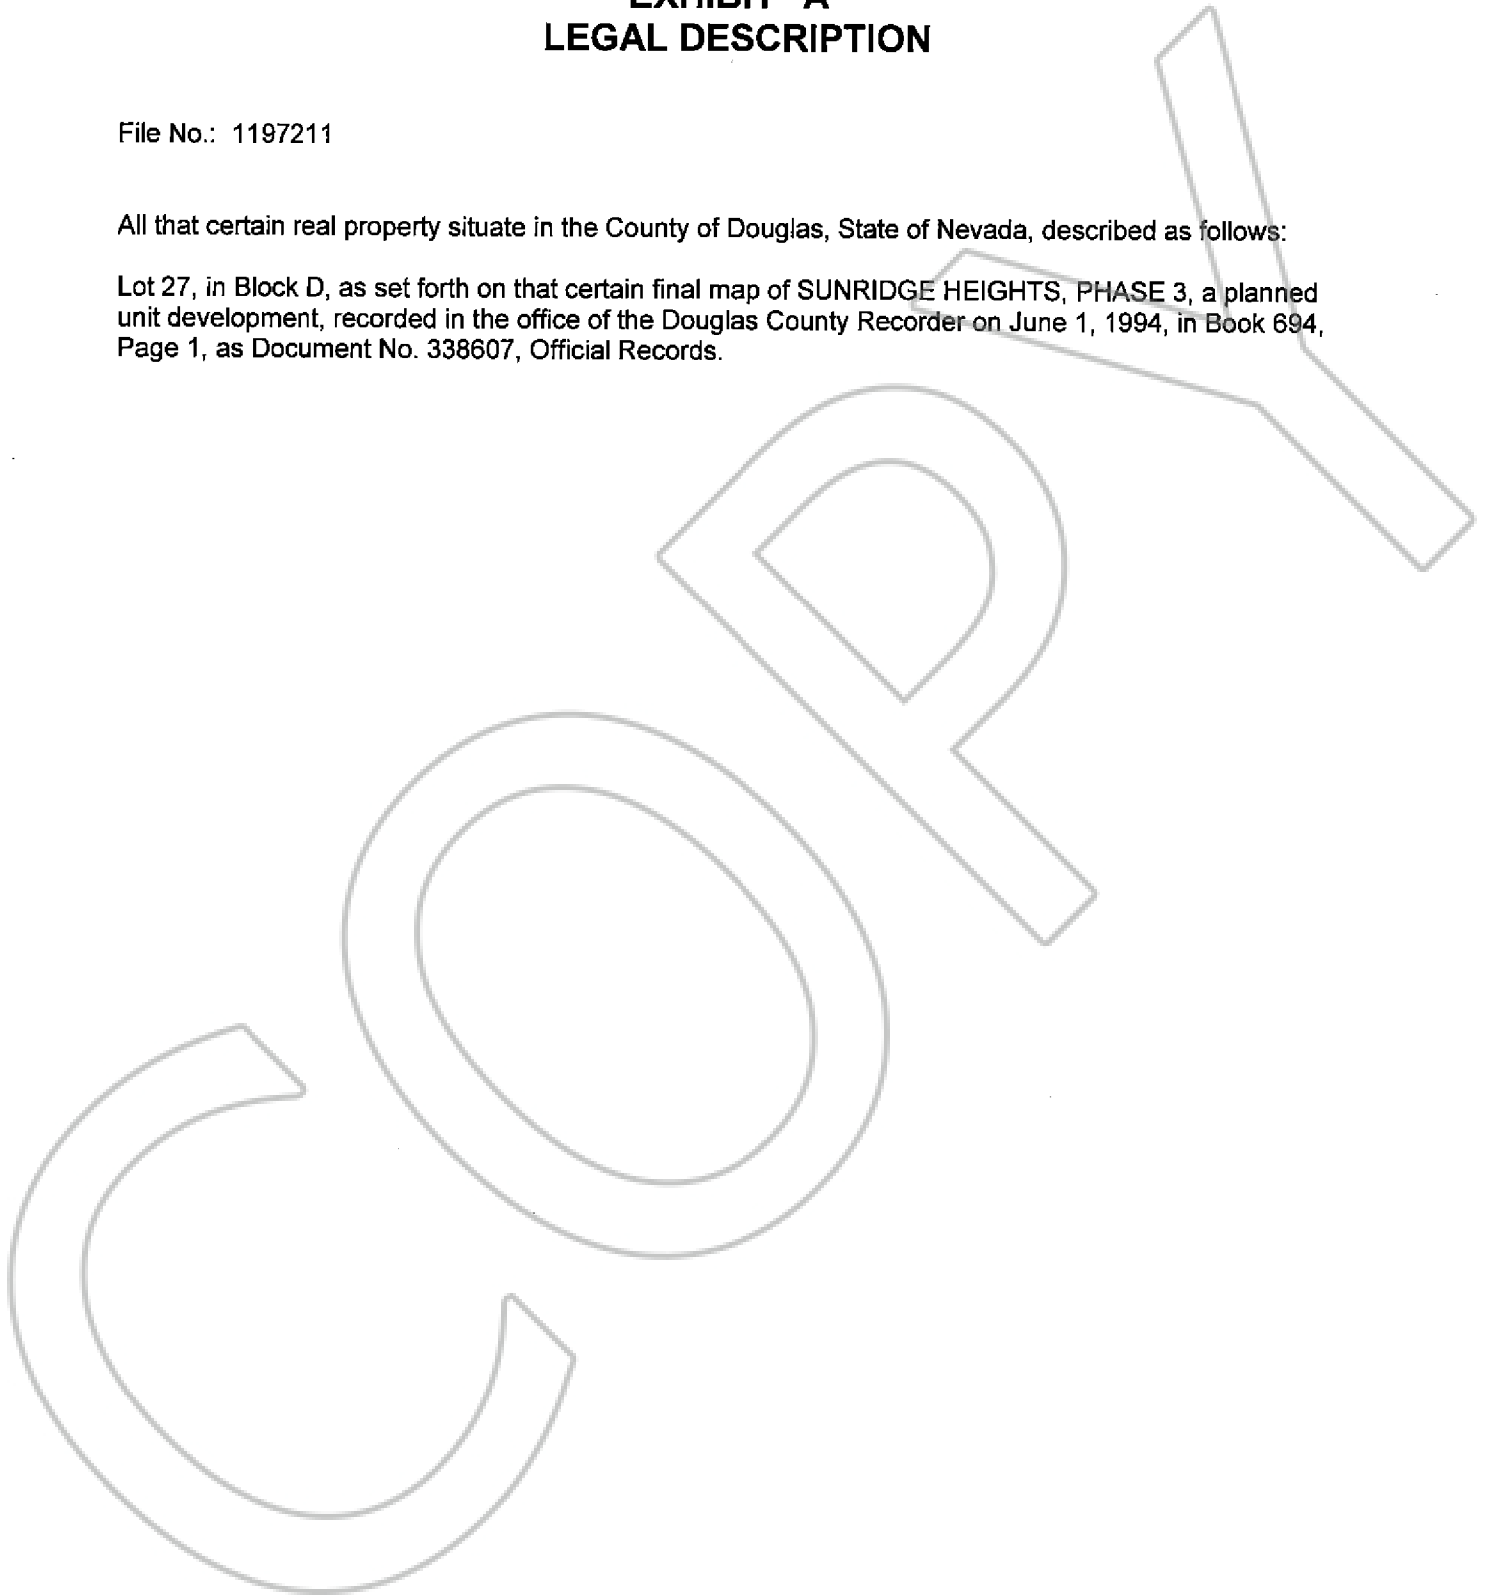 EXHIBIT "A"
LEGAL DESCRIPTION
File No.: 1197211
All that certain real property situate in the County of Douglas, State of Nevada, described as follows:
Lot 27, in Block D, as set forth on that certain final map of SUNRIDGE HEIGHTS, PHASE 3, a planned
unit development, recorded in the office of the Douglas County Recorder on June 1, 1994, in Book 694,
Page 1, as Document No. 338607, Official Records.
COPY